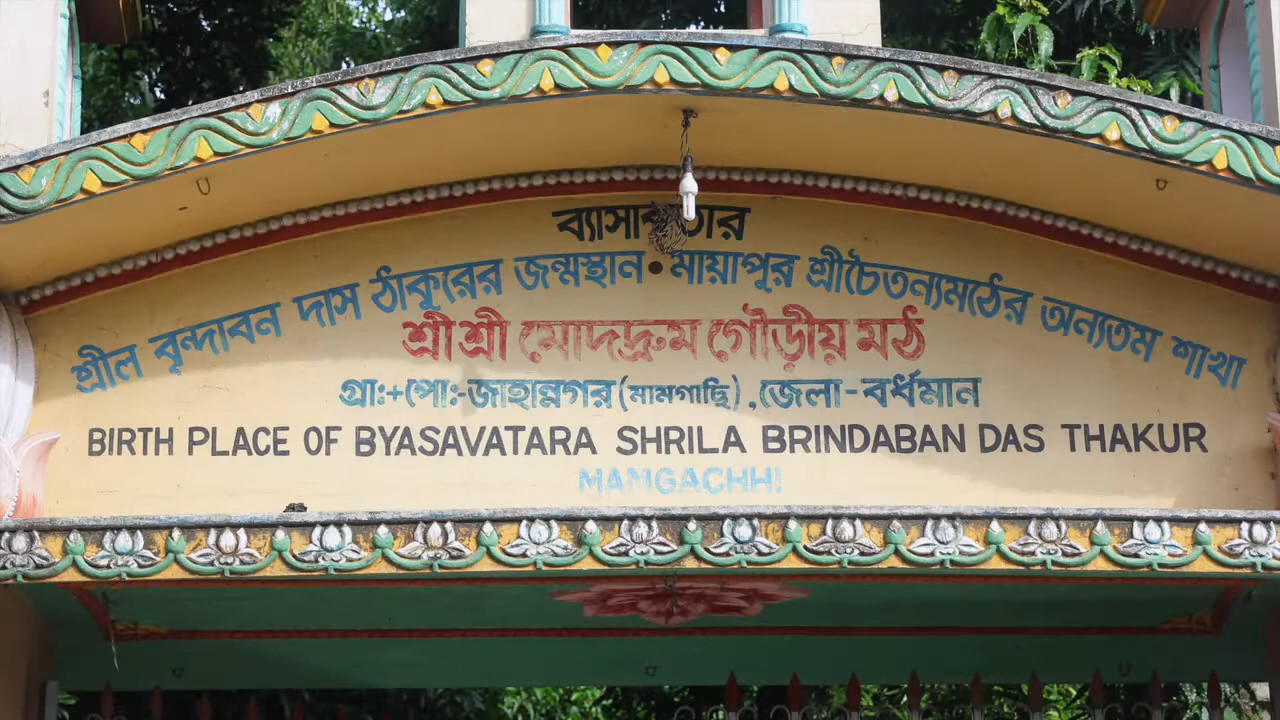 ব্যাসাবতার
শ্রীল বৃন্দাবন দাস ঠাকুরের জন্মস্থান • মায়াপুর শ্রীচৈতন্যমঠের অন্যতম শাখা
শ্রীশ্রী মোদদ্রুম গৌড়ীয় মঠ
গ্রাঃ+পোঃ-জাহান্নগর (মামগাছি), জেলা-বর্ধমান
BIRTH PLACE OF BYASAVATARA SHRILA BRINDABAN DAS THAKUR
MAMGACHHI